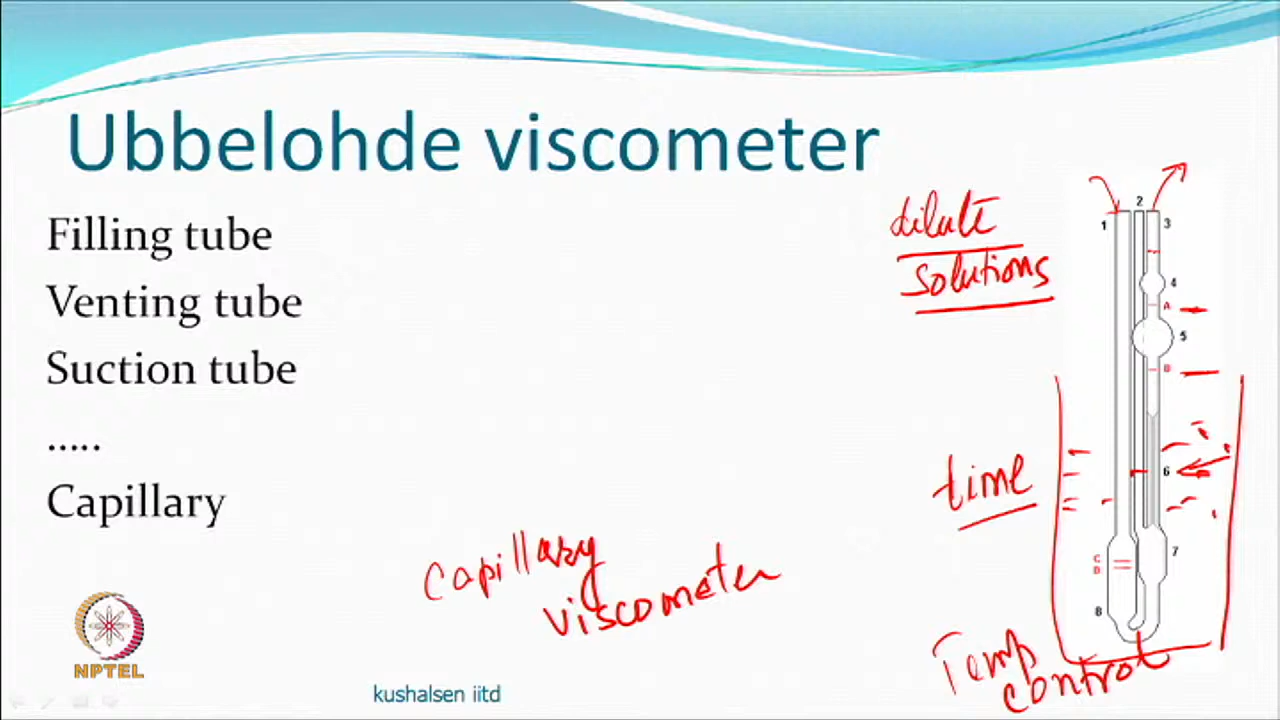 Ubbelohde viscometer
Filling tube
Venting tube
Suction tube
.....
Capillary
dilute
solutions
time
Capillary
viscometer
Temp
control
1
2
3
4
A
5
B
6
7
C
D
8
NPTEL
kushalsen iitd